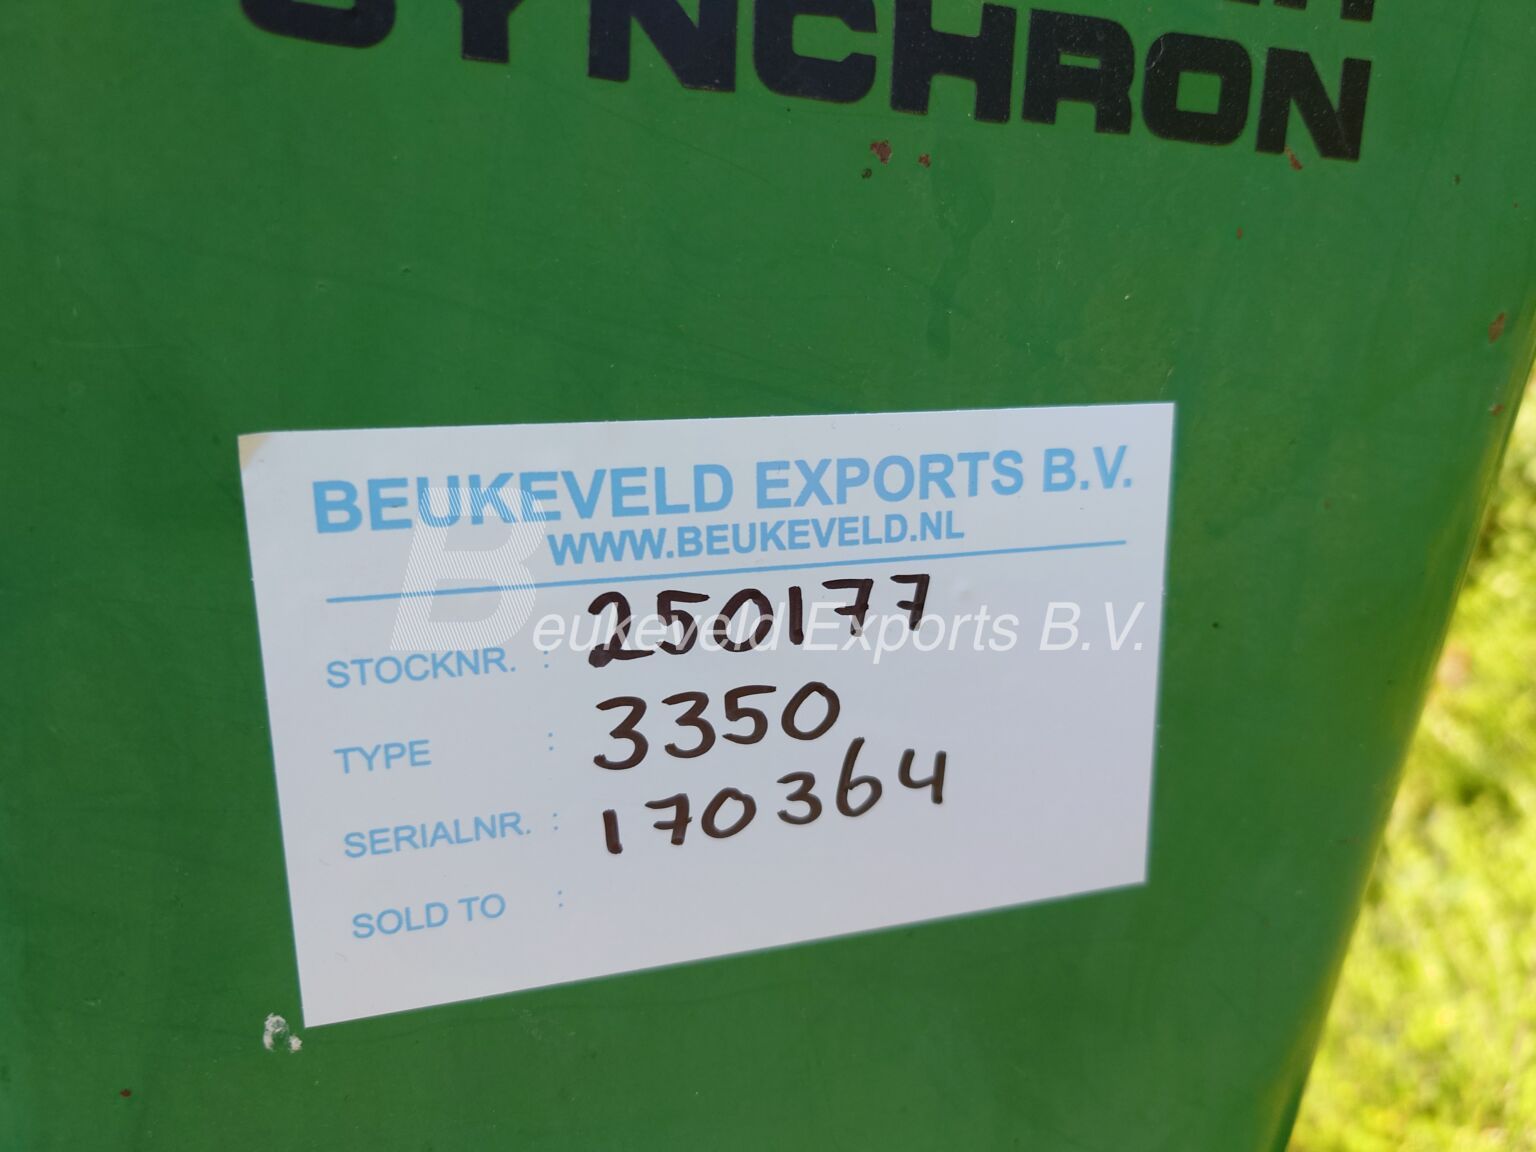 SYNCHRON
BEUKEVELD EXPORTS B.V.
WWW.BEUKEVELD.NL
STOCKNR. : 250177
Beukeveld Exports B.V.
TYPE : 3350
SERIALNR. : 170364
SOLD TO :